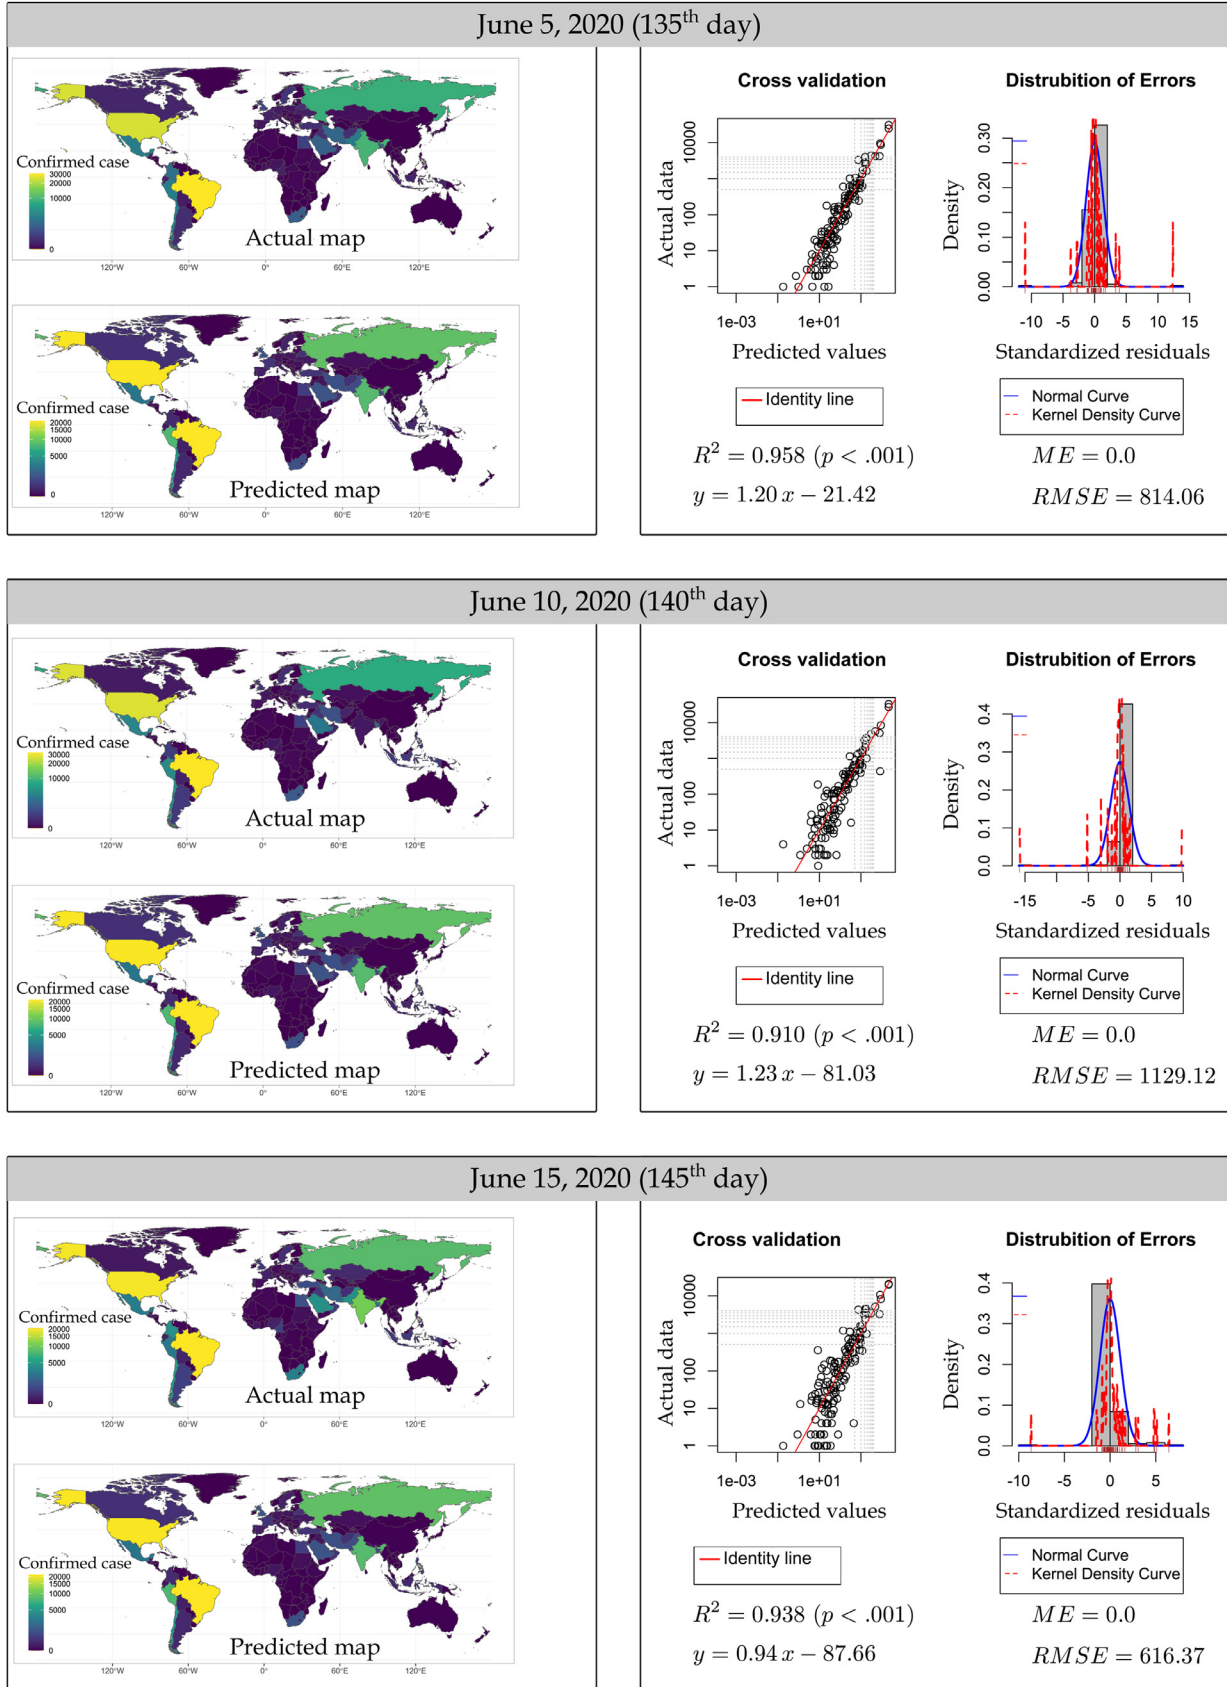 June 5, 2020 (135th day)
Confirmed case
30000
20000
10000
0
Actual map
120°W
60°W
0°
60°E
120°E
Confirmed case
20000
15000
10000
5000
0
Predicted map
120°W
60°W
0°
60°E
120°E
Cross validation
Actual data
10000
100
10
1
1e-03
1e+01
Predicted values
Identity line
R² = 0.958 (p < .001)
y = 1.20 x − 21.42
Distrubition of Errors
Density
0.30
0.20
0.10
0.00
-10
-5
0
5
10
15
Standardized residuals
Normal Curve
Kernel Density Curve
ME = 0.0
RMSE = 814.06
June 10, 2020 (140th day)
Confirmed case
30000
20000
10000
0
Actual map
120°W
60°W
0°
60°E
120°E
Confirmed case
20000
15000
10000
5000
0
Predicted map
120°W
60°W
0°
60°E
120°E
Cross validation
Actual data
10000
100
10
1
1e-03
1e+01
Predicted values
Identity line
R² = 0.910 (p < .001)
y = 1.23 x − 81.03
Distrubition of Errors
Density
0.4
0.3
0.2
0.1
0.0
-15
-5
0
5
10
Standardized residuals
Normal Curve
Kernel Density Curve
ME = 0.0
RMSE = 1129.12
June 15, 2020 (145th day)
Confirmed case
20000
15000
10000
5000
0
Actual map
120°W
60°W
0°
60°E
120°E
Confirmed case
20000
15000
10000
5000
0
Predicted map
120°W
60°W
0°
60°E
120°E
Cross validation
Actual data
10000
100
10
1
1e-03
1e+01
Predicted values
Identity line
R² = 0.938 (p < .001)
y = 0.94 x − 87.66
Distrubition of Errors
Density
0.4
0.3
0.2
0.1
0.0
-10
-5
0
5
Standardized residuals
Normal Curve
Kernel Density Curve
ME = 0.0
RMSE = 616.37